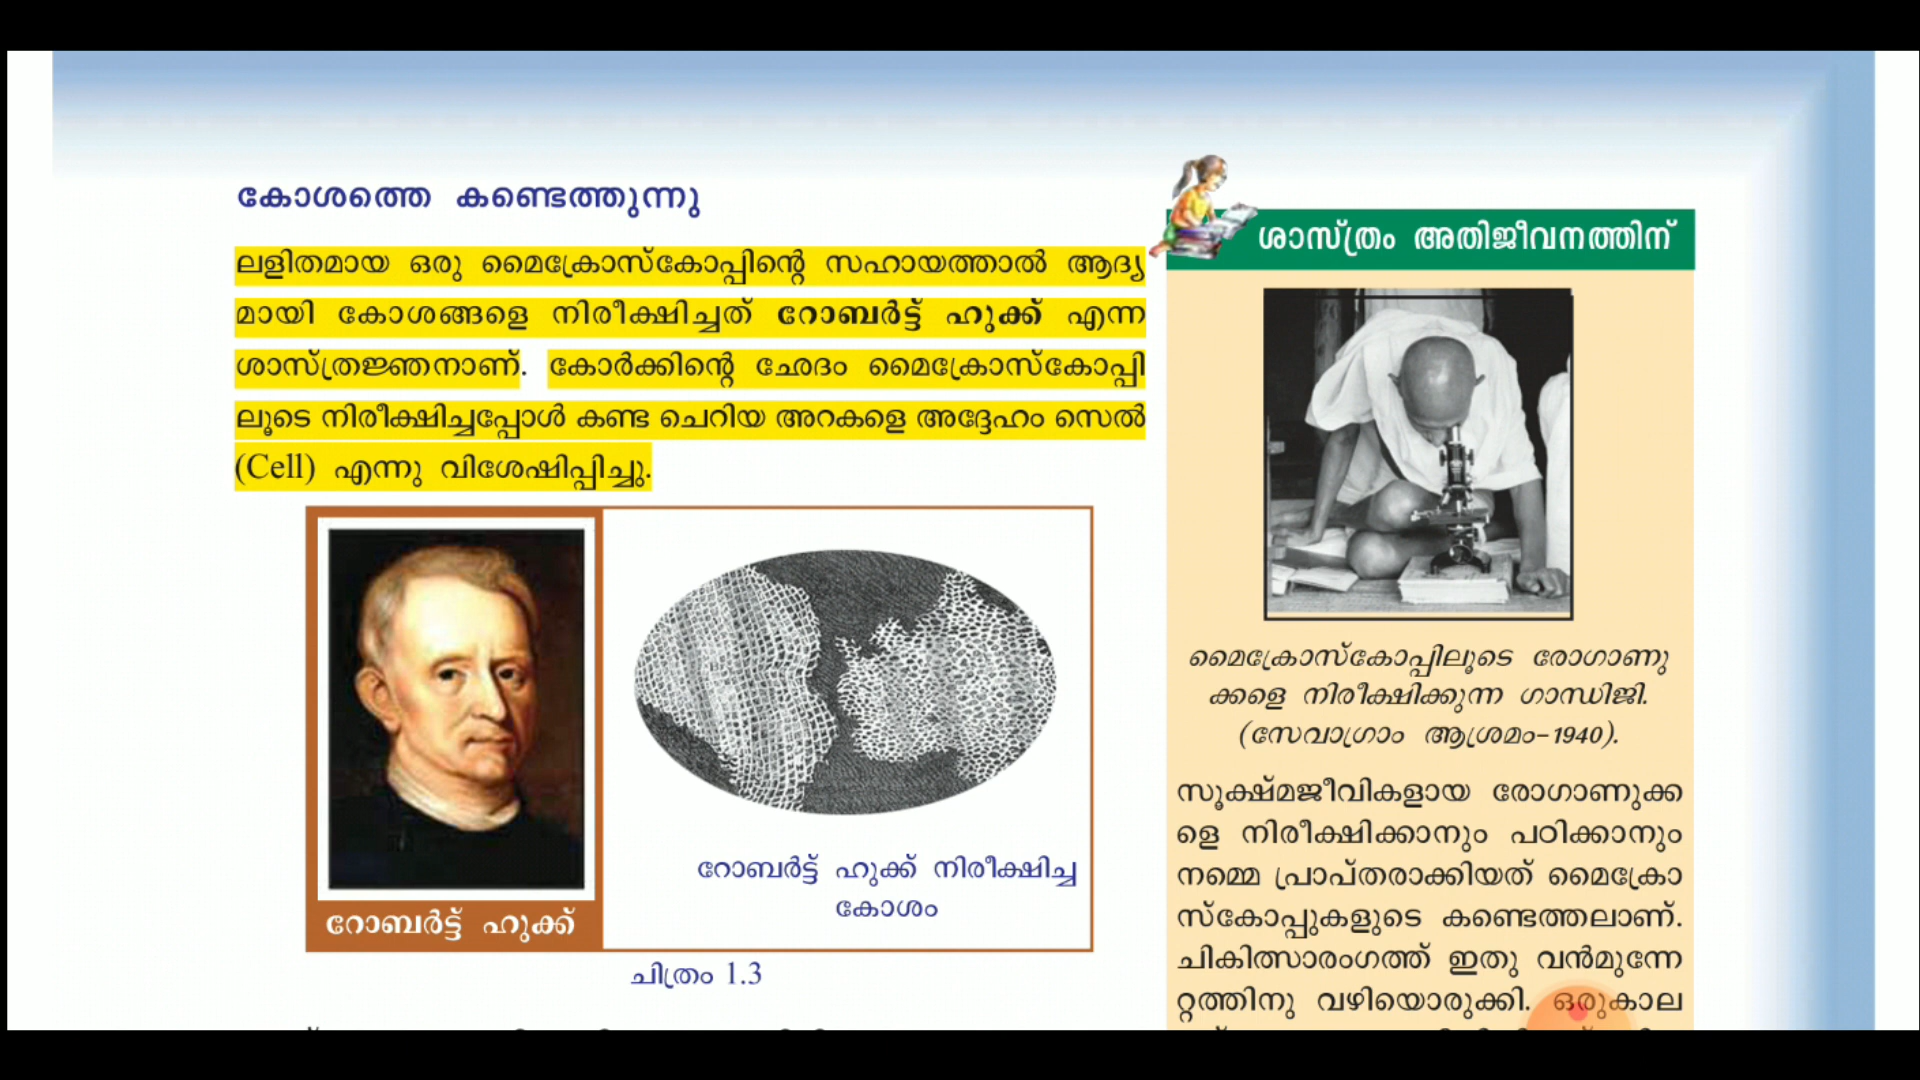 കോശത്തെ കണ്ടെത്തുന്നു
ലളിതമായ ഒരു മൈക്രോസ്കോപ്പിന്റെ സഹായത്താൽ ആദ്യ
മായി കോശങ്ങളെ നിരീക്ഷിച്ചത് റോബർട്ട് ഹുക്ക് എന്ന
ശാസ്ത്രജ്ഞനാണ്. കോർക്കിന്റെ ഛേദം മൈക്രോസ്കോപ്പി
ലൂടെ നിരീക്ഷിച്ചപ്പോൾ കണ്ട ചെറിയ അറകളെ അദ്ദേഹം സെൽ
(Cell) എന്നു വിശേഷിപ്പിച്ചു.
റോബർട്ട് ഹുക്ക്
റോബർട്ട് ഹുക്ക് നിരീക്ഷിച്ച
കോശം
ചിത്രം 1.3
ശാസ്ത്രം അതിജീവനത്തിന്
മൈക്രോസ്കോപ്പിലൂടെ രോഗാണു
ക്കളെ നിരീക്ഷിക്കുന്ന ഗാന്ധിജി.
(സേവാഗ്രാം ആശ്രമം-1940).
സൂക്ഷ്മജീവികളായ രോഗാണുക്ക
ളെ നിരീക്ഷിക്കാനും പഠിക്കാനും
നമ്മെ പ്രാപ്തരാക്കിയത് മൈക്രോ
സ്കോപ്പുകളുടെ കണ്ടെത്തലാണ്.
ചികിത്സാരംഗത്ത് ഇതു വൻമുന്നേ
റ്റത്തിനു വഴിയൊരുക്കി. ഒരുകാല